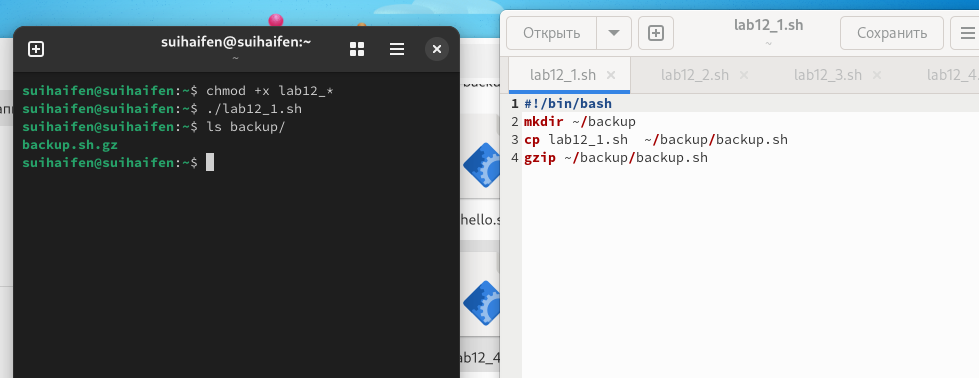 suihaifen@suihaifen:~
~
suihaifen@suihaifen:~$ chmod +x lab12_*
suihaifen@suihaifen:~$ ./lab12_1.sh
suihaifen@suihaifen:~$ ls backup/
backup.sh.gz
suihaifen@suihaifen:~$
hello.s
ab12_4
Открыть
lab12_1.sh
~
Сохранить
lab12_1.sh
lab12_2.sh
lab12_3.sh
lab12_4.
1 #!/bin/bash
2 mkdir ~/backup
3 cp lab12_1.sh  ~/backup/backup.sh
4 gzip ~/backup/backup.sh